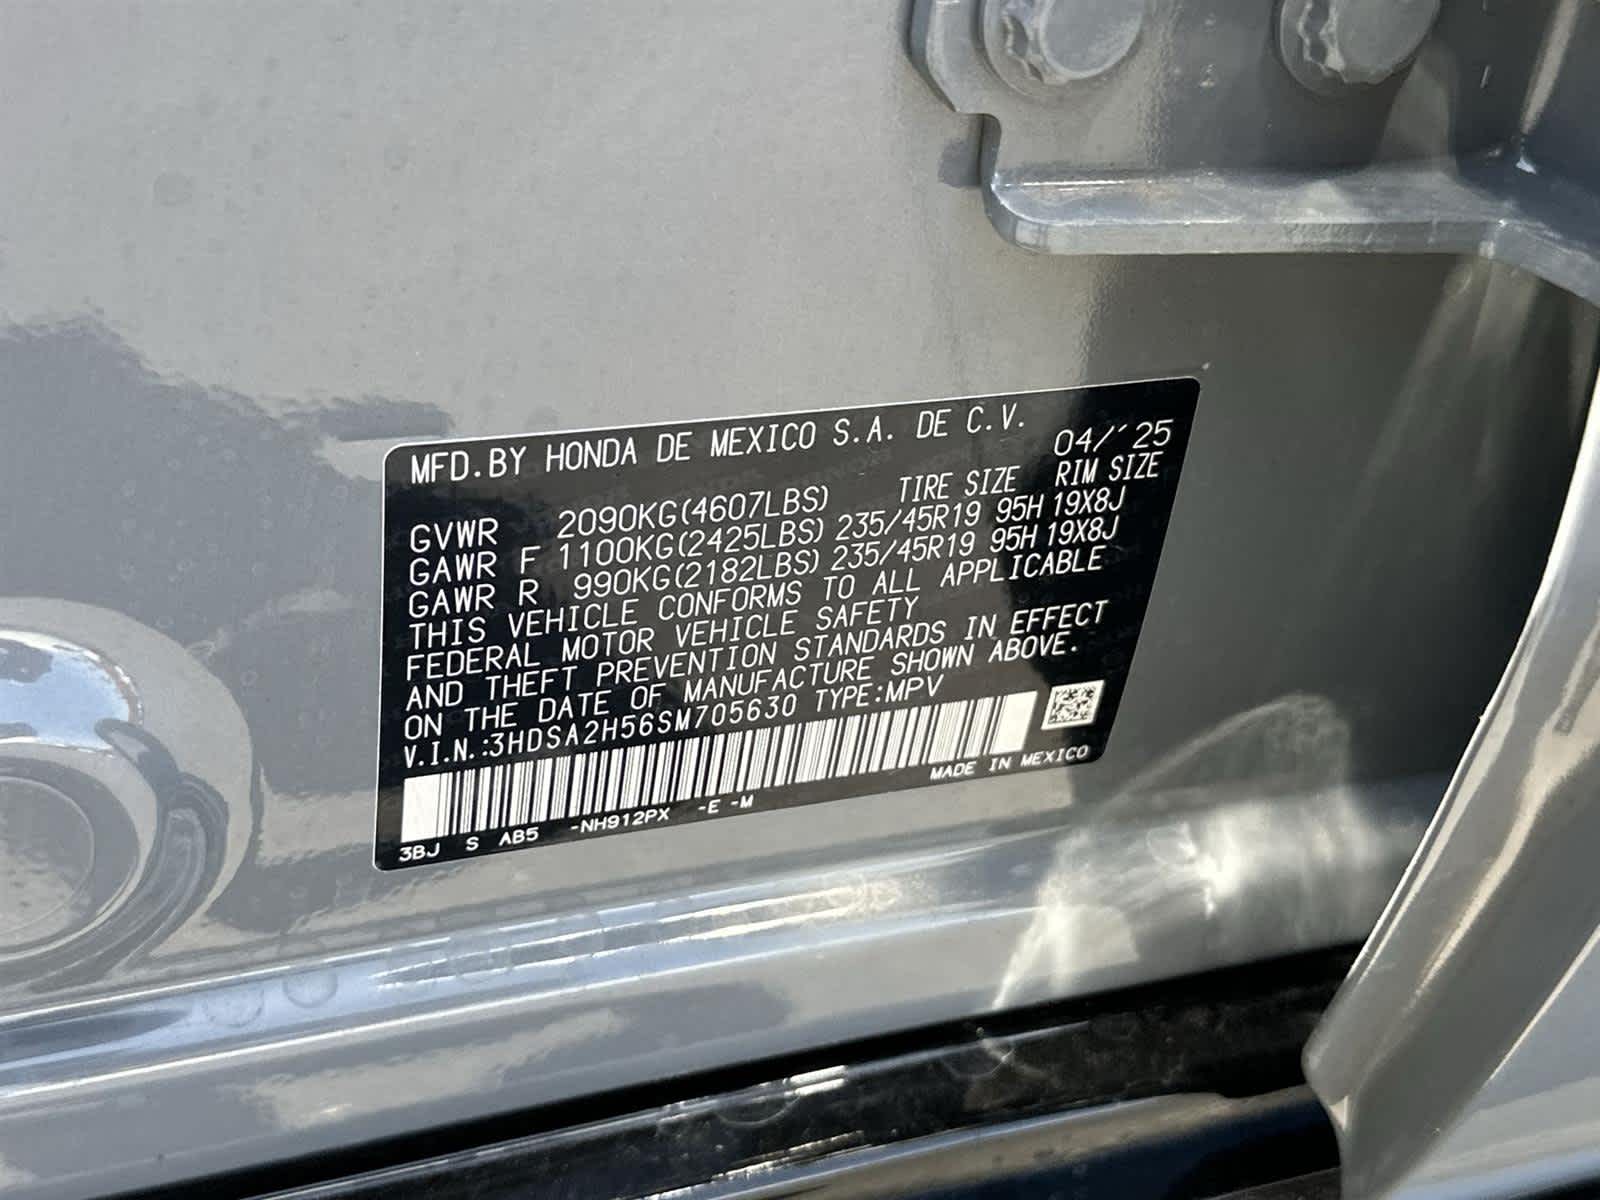 MFD.BY HONDA DE MEXICO S.A. DE C.V.
04/´25
GVWR 2090KG(4607LBS) TIRE SIZE RIM SIZE
GAWR F 1100KG(2425LBS) 235/45R19 95H 19X8J
GAWR R 990KG(2182LBS) 235/45R19 95H 19X8J
THIS VEHICLE CONFORMS TO ALL APPLICABLE
FEDERAL MOTOR VEHICLE SAFETY
AND THEFT PREVENTION STANDARDS IN EFFECT
ON THE DATE OF MANUFACTURE SHOWN ABOVE.
V.I.N.:3HDSA2H56SM705630 TYPE:MPV
MADE IN MEXICO
3BJ S AB5 -NH912PX -E -M